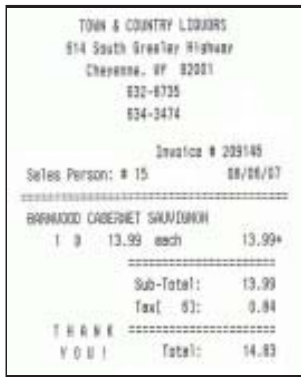 TOWN & COUNTRY LIQUORS
614 South Greeley Highway
Cheyenne, WY 82001
632-8735
634-3474
Invoice # 209145
Sales Person: # 15 08/06/07
BARNWOOD CABERNET SAUVIGNON
1 @ 13.99 each 13.99+
Sub-Total: 13.99
Tax[ 6]: 0.84
THANK
YOU! Total: 14.83